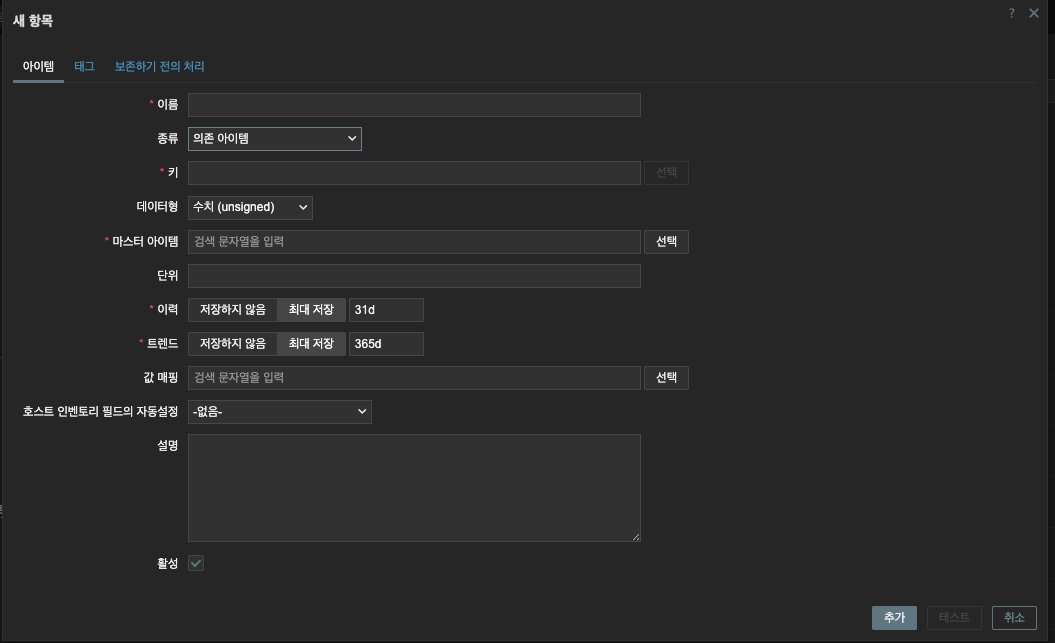 새 항목
?
아이템 태그 보존하기 전의 처리
* 이름
종류 의존 아이템
* 키 선택
데이터형 수치 (unsigned)
* 마스터 아이템 검색 문자열을 입력 선택
단위
* 이력 저장하지 않음 최대 저장 31d
* 트렌드 저장하지 않음 최대 저장 365d
값 매핑 검색 문자열을 입력 선택
호스트 인벤토리 필드의 자동설정 -없음-
설명
활성
추가 테스트 취소